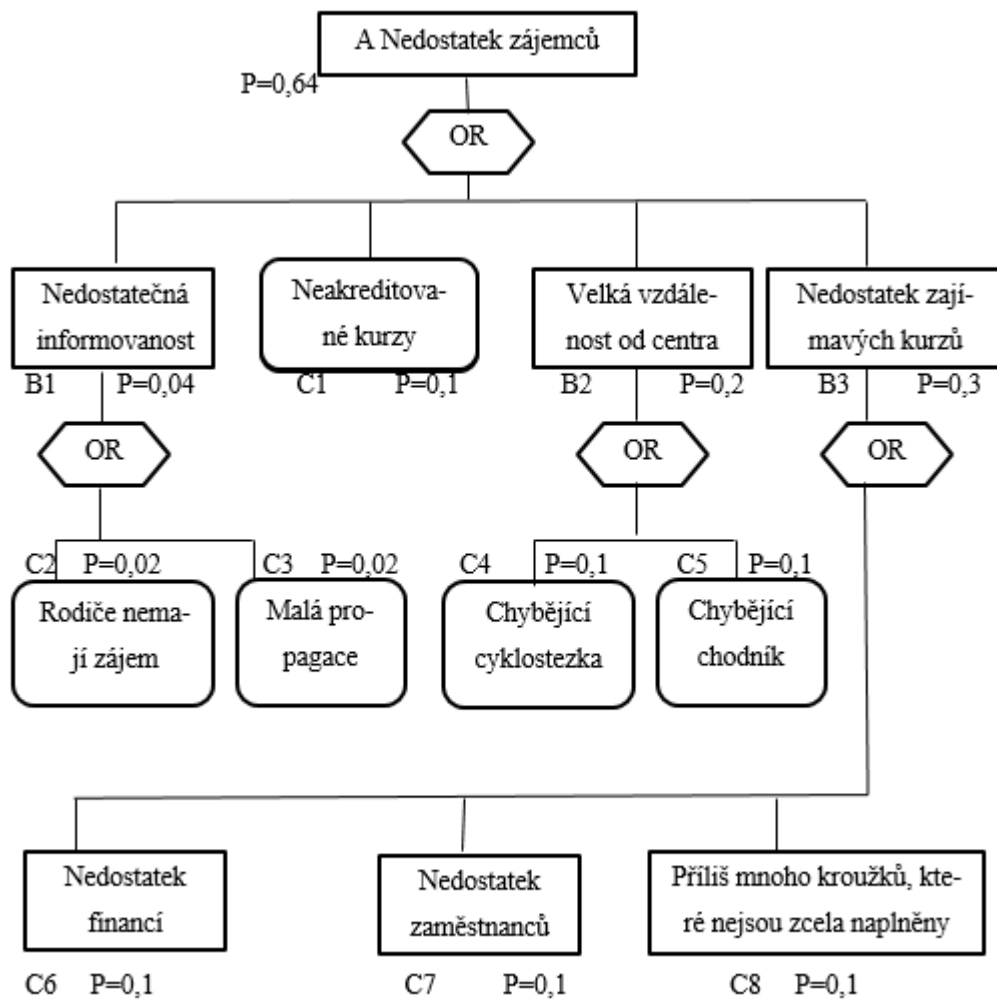 A Nedostatek zájemců
P=0,64
OR
Nedostatečná
informovanost
B1 P=0,04
Neakreditova-
né kurzy
C1 P=0,1
Velká vzdále-
nost od centra
B2 P=0,2
Nedostatek zají-
mavých kurzů
B3 P=0,3
OR
OR
OR
C2 P=0,02
Rodiče nema-
jí zájem
C3 P=0,02
Malá pro-
pagace
C4 P=0,1
Chybějící
cyklostezka
C5 P=0,1
Chybějící
chodník
Nedostatek
financí
C6 P=0,1
Nedostatek
zaměstnanců
C7 P=0,1
Příliš mnoho kroužků, kte-
ré nejsou zcela naplněny
C8 P=0,1